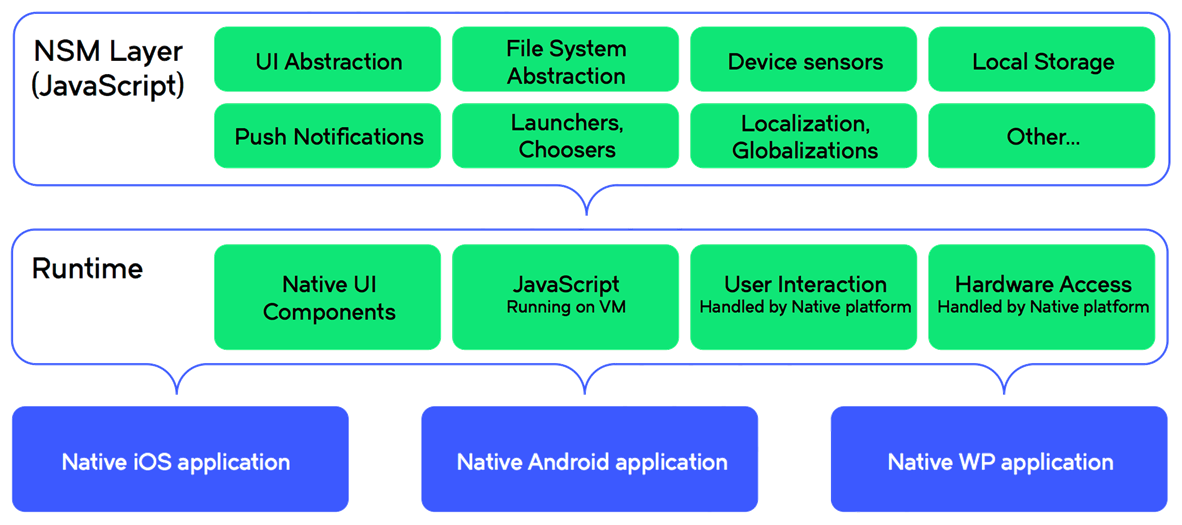 NSM Layer
(JavaScript)
UI Abstraction
File System
Abstraction
Device sensors
Local Storage
Push Notifications
Launchers,
Choosers
Localization,
Globalizations
Other...
Runtime
Native UI
Components
JavaScript
Running on VM
User Interaction
Handled by Native platform
Hardware Access
Handled by Native platform
Native iOS application
Native Android application
Native WP application